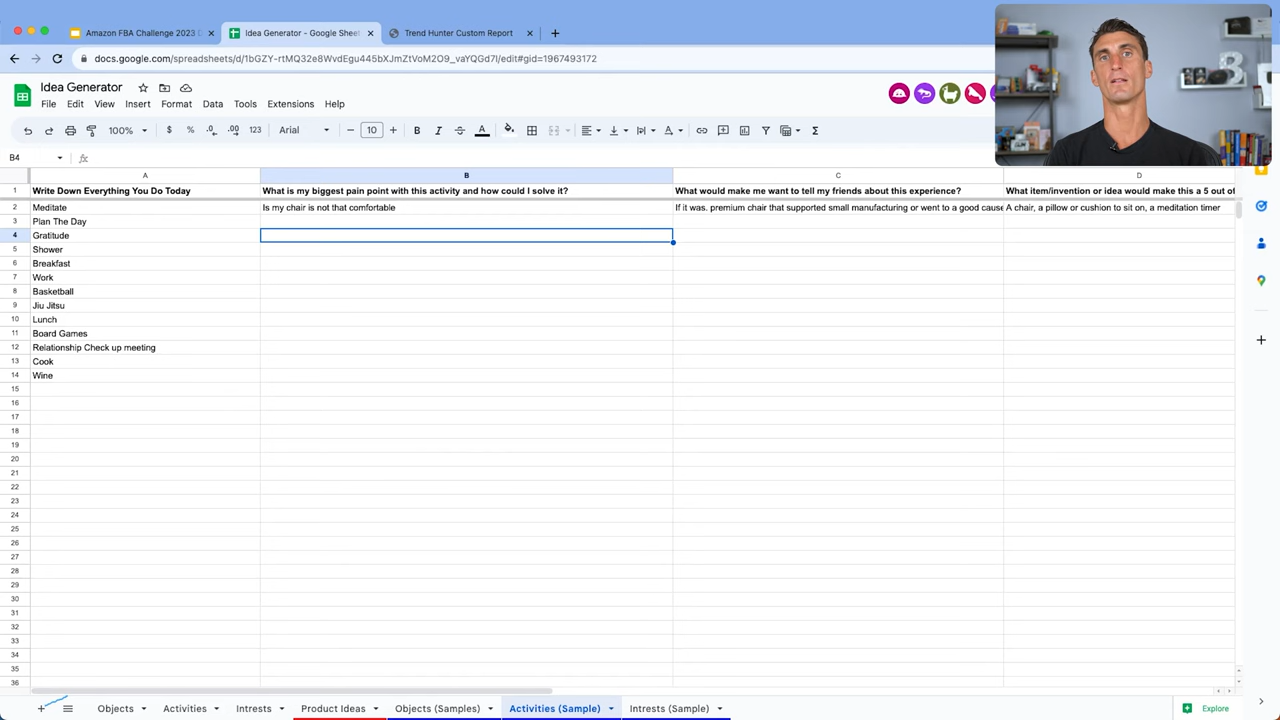 Amazon FBA Challenge 2023 D
Idea Generator - Google Sheet
Trend Hunter Custom Report
docs.google.com/spreadsheets/d/1bGZY-rtMQ32e8WvdEgu445bXJmZtVoM2O9_vaYQGd7I/edit#gid=1967493172
Idea Generator
File Edit View Insert Format Data Tools Extensions Help
100% $ % .0 .00 123 Arial 10 B I S A
B4 fx
A B C D
1 Write Down Everything You Do Today What is my biggest pain point with this activity and how could I solve it? What would make me want to tell my friends about this experience? What item/invention or idea would make this a 5 out of
2 Meditate Is my chair is not that comfortable If it was. premium chair that supported small manufacturing or went to a good cause A chair, a pillow or cushion to sit on, a meditation timer
3 Plan The Day
4 Gratitude
5 Shower
6 Breakfast
7 Work
8 Basketball
9 Jiu Jitsu
10 Lunch
11 Board Games
12 Relationship Check up meeting
13 Cook
14 Wine
15
16
17
18
19
20
21
22
23
24
25
26
27
28
29
30
31
32
33
34
35
36
Objects Activities Intrests Product Ideas Objects (Samples) Activities (Sample) Intrests (Sample) Explore